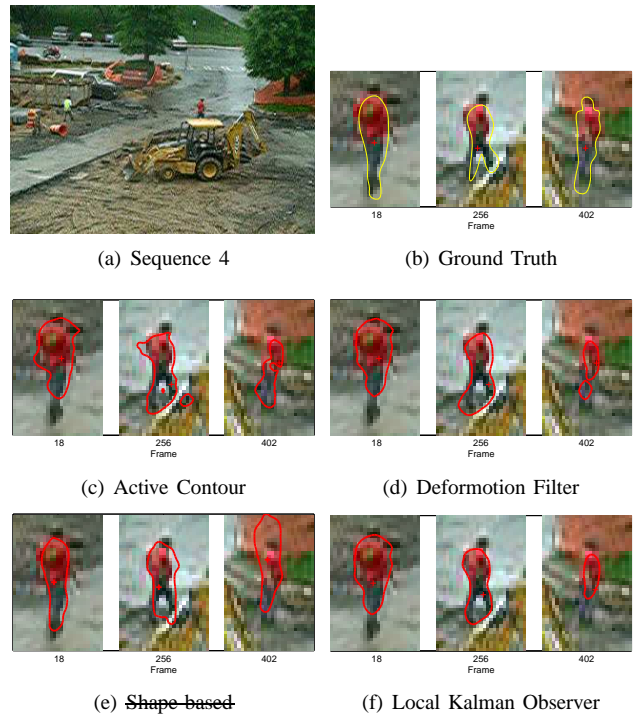 18 256 402
Frame
(a) Sequence 4
(b) Ground Truth
18 256 402
Frame
18 256 402
Frame
(c) Active Contour
(d) Deformotion Filter
18 256 402
Frame
18 256 402
Frame
(e) Shape based
(f) Local Kalman Observer